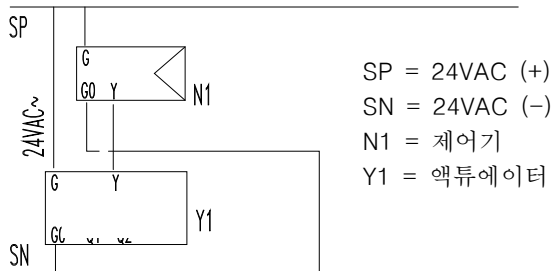 SP
G
G0 Y
N1
24VAC~
G Y
Y1
SN
SP = 24VAC (+)
SN = 24VAC (-)
N1 = 제어기
Y1 = 액튜에이터